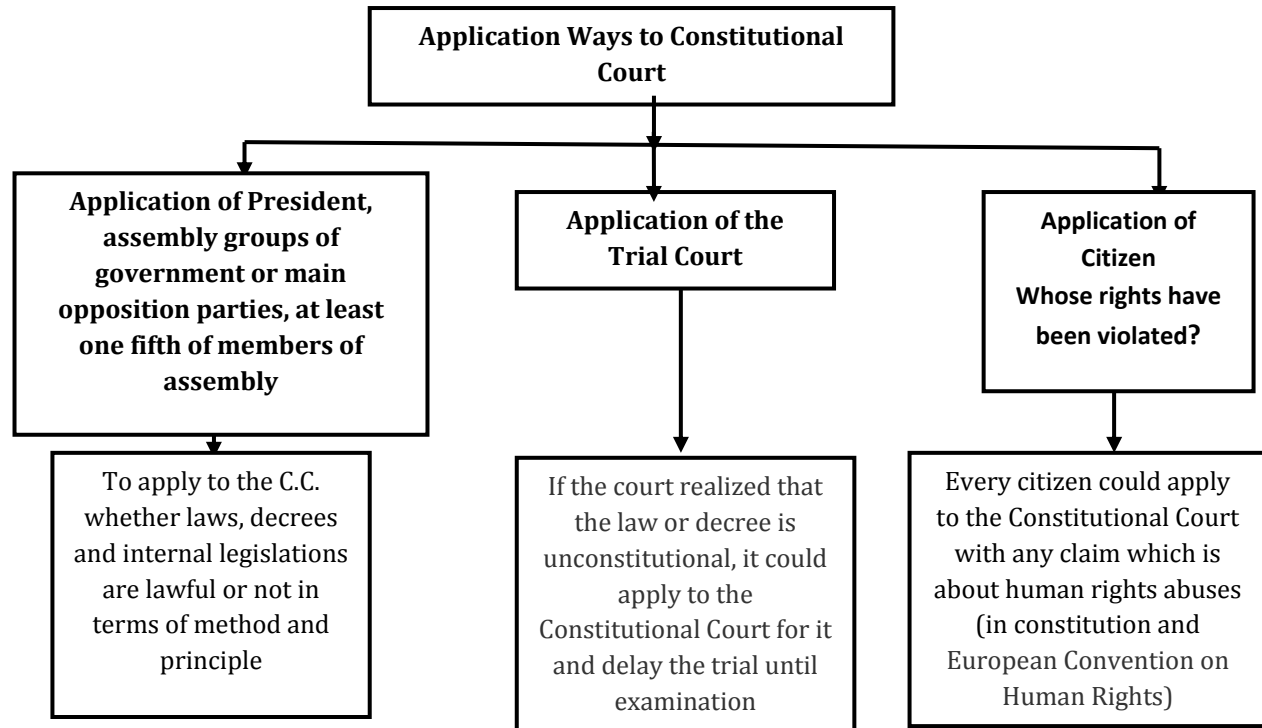 Application Ways to Constitutional
Court
Application of President,
assembly groups of
government or main
opposition parties, at least
one fifth of members of
assembly
Application of the
Trial Court
Application of
Citizen
Whose rights have
been violated?
To apply to the C.C.
whether laws, decrees
and internal legislations
are lawful or not in
terms of method and
principle
If the court realized that
the law or decree is
unconstitutional, it could
apply to the
Constitutional Court for it
and delay the trial until
examination
Every citizen could apply
to the Constitutional Court
with any claim which is
about human rights abuses
(in constitution and
European Convention on
Human Rights)